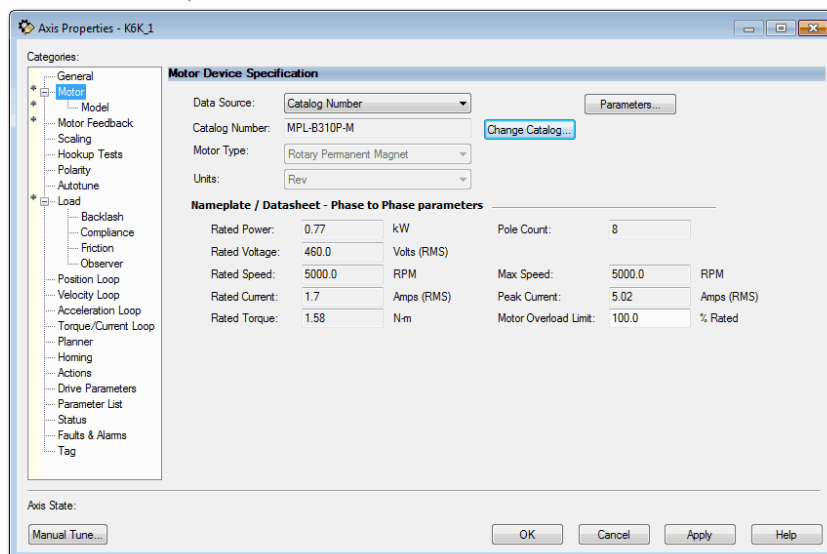 Axis Properties - K6K_1
Categories:
General
* Motor
* Model
* Motor Feedback
Scaling
Hookup Tests
Polarity
Autotune
* Load
Backlash
Compliance
Friction
Observer
Position Loop
Velocity Loop
Acceleration Loop
Torque/Current Loop
Planner
Homing
Actions
Drive Parameters
Parameter List
Status
Faults & Alarms
Tag
Motor Device Specification
Data Source: Catalog Number Parameters...
Catalog Number: MPL-B310P-M Change Catalog...
Motor Type: Rotary Permanent Magnet
Units: Rev
Nameplate / Datasheet - Phase to Phase parameters
Rated Power: 0.77 kW Pole Count: 8
Rated Voltage: 460.0 Volts (RMS)
Rated Speed: 5000.0 RPM Max Speed: 5000.0 RPM
Rated Current: 1.7 Amps (RMS) Peak Current: 5.02 Amps (RMS)
Rated Torque: 1.58 N-m Motor Overload Limit: 100.0 % Rated
Axis State:
Manual Tune... OK Cancel Apply Help